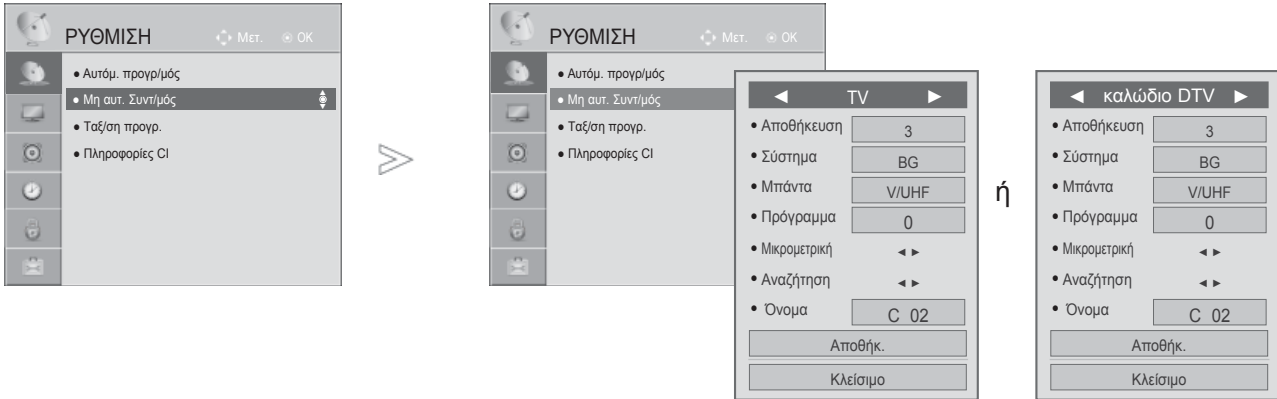 ΡΥΘΜΙΣΗ Μετ. OK
● Αυτόμ. προγρ/μός
● Μη αυτ. Συντ/μός
● Ταξ/ση προγρ.
● Πληροφορίες CI
ΡΥΘΜΙΣΗ Μετ. OK
● Αυτόμ. προγρ/μός
● Μη αυτ. Συντ/μός
● Ταξ/ση προγρ.
● Πληροφορίες CI
◄ TV ►
• Αποθήκευση 3
• Σύστημα BG
• Μπάντα V/UHF
• Πρόγραμμα 0
• Μικρομετρική ◄ ►
• Αναζήτηση ◄ ►
• Όνομα C 02
Αποθήκ.
Κλείσιμο
ή
◄ καλώδιο DTV ►
• Αποθήκευση 3
• Σύστημα BG
• Μπάντα V/UHF
• Πρόγραμμα 0
• Μικρομετρική ◄ ►
• Αναζήτηση ◄ ►
• Όνομα C 02
Αποθήκ.
Κλείσιμο